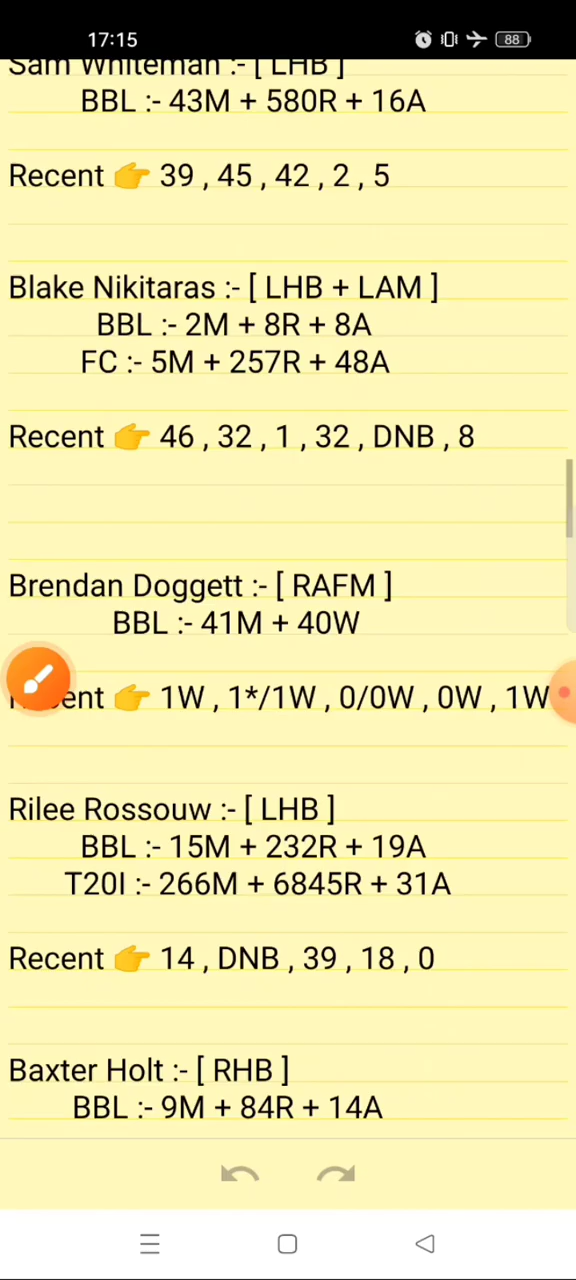 17:15
88
Sam Whiteman :- [ LHB ]
BBL :- 43M + 580R + 16A
Recent 👉 39 , 45 , 42 , 2 , 5
Blake Nikitaras :- [ LHB + LAM ]
BBL :- 2M + 8R + 8A
FC :- 5M + 257R + 48A
Recent 👉 46 , 32 , 1 , 32 , DNB , 8
Brendan Doggett :- [ RAFM ]
BBL :- 41M + 40W
Recent 👉 1W , 1*/1W , 0/0W , 0W , 1W
Rilee Rossouw :- [ LHB ]
BBL :- 15M + 232R + 19A
T20I :- 266M + 6845R + 31A
Recent 👉 14 , DNB , 39 , 18 , 0
Baxter Holt :- [ RHB ]
BBL :- 9M + 84R + 14A